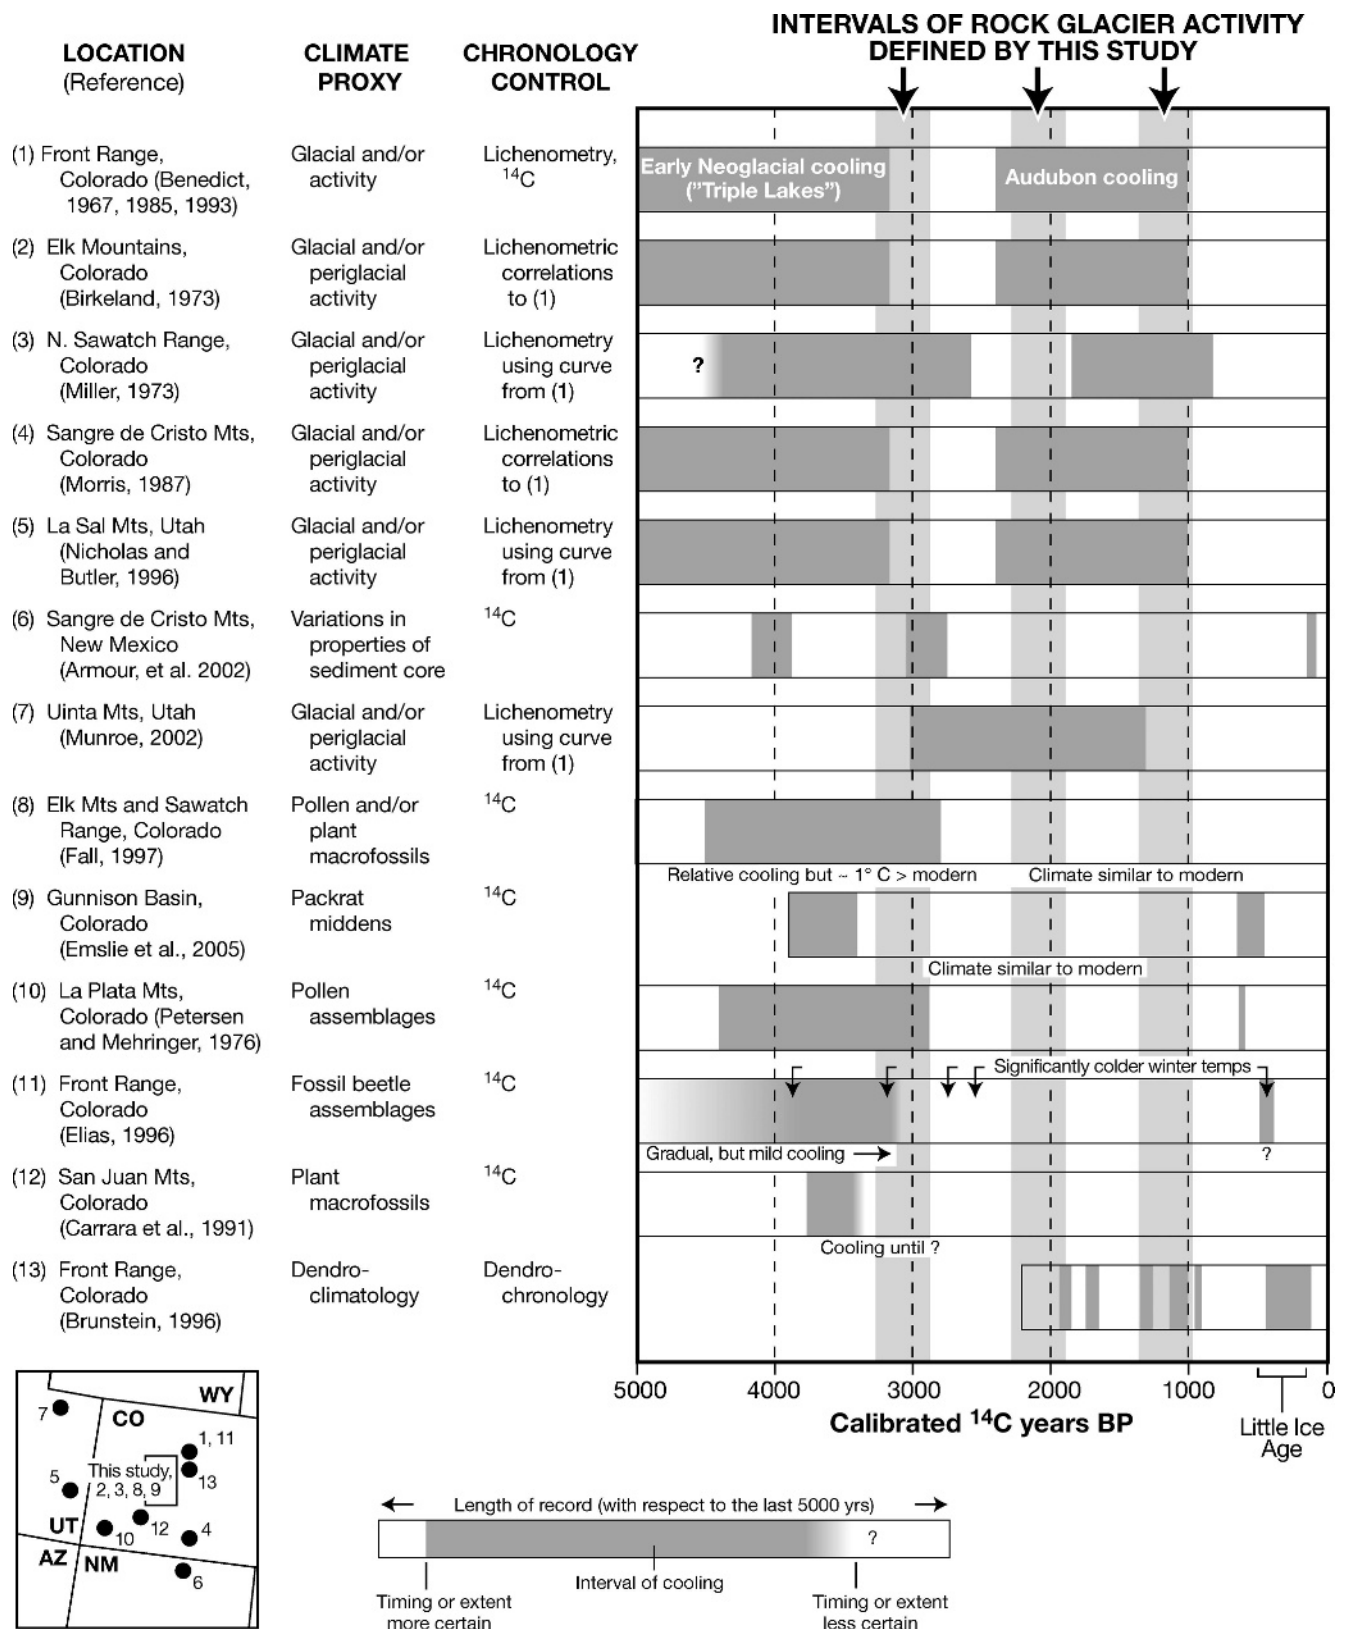 INTERVALS OF ROCK GLACIER ACTIVITY
DEFINED BY THIS STUDY
LOCATION
(Reference)
CLIMATE
PROXY
CHRONOLOGY
CONTROL
(1) Front Range,
Colorado (Benedict,
1967, 1985, 1993)
Glacial and/or
activity
Lichenometry,
14C
Early Neoglacial cooling
("Triple Lakes")
Audubon cooling
(2) Elk Mountains,
Colorado
(Birkeland, 1973)
Glacial and/or
periglacial
activity
Lichenometric
correlations
to (1)
(3) N. Sawatch Range,
Colorado
(Miller, 1973)
Glacial and/or
periglacial
activity
Lichenometry
using curve
from (1)
?
(4) Sangre de Cristo Mts,
Colorado
(Morris, 1987)
Glacial and/or
periglacial
activity
Lichenometric
correlations
to (1)
(5) La Sal Mts, Utah
(Nicholas and
Butler, 1996)
Glacial and/or
periglacial
activity
Lichenometry
using curve
from (1)
(6) Sangre de Cristo Mts,
New Mexico
(Armour, et al. 2002)
Variations in
properties of
sediment core
14C
(7) Uinta Mts, Utah
(Munroe, 2002)
Glacial and/or
periglacial
activity
Lichenometry
using curve
from (1)
(8) Elk Mts and Sawatch
Range, Colorado
(Fall, 1997)
Pollen and/or
plant
macrofossils
14C
Relative cooling but ~ 1° C > modern
Climate similar to modern
(9) Gunnison Basin,
Colorado
(Emslie et al., 2005)
Packrat
middens
14C
Climate similar to modern
(10) La Plata Mts,
Colorado (Petersen
and Mehringer, 1976)
Pollen
assemblages
14C
(11) Front Range,
Colorado
(Elias, 1996)
Fossil beetle
assemblages
14C
Significantly colder winter temps
Gradual, but mild cooling
?
(12) San Juan Mts,
Colorado
(Carrara et al., 1991)
Plant
macrofossils
14C
Cooling until ?
(13) Front Range,
Colorado
(Brunstein, 1996)
Dendro-
climatology
Dendro-
chronology
5000 4000 3000 2000 1000 0
Calibrated 14C years BP
Little Ice
Age
WY
7
CO
1, 11
5
This study,
2, 3, 8, 9
13
UT
10
12
4
AZ
NM
6
Length of record (with respect to the last 5000 yrs)
?
Interval of cooling
Timing or extent
more certain
Timing or extent
less certain